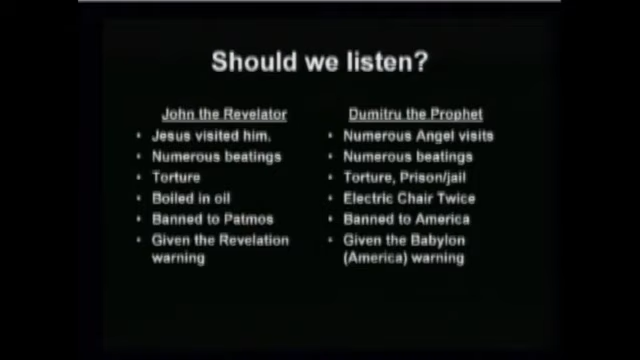 Should we listen?
John the Revelator
• Jesus visited him.
• Numerous beatings
• Torture
• Boiled in oil
• Banned to Patmos
• Given the Revelation
warning
Dumitru the Prophet
• Numerous Angel visits
• Numerous beatings
• Torture, Prison/jail
• Electric Chair Twice
• Banned to America
• Given the Babylon
(America) warning